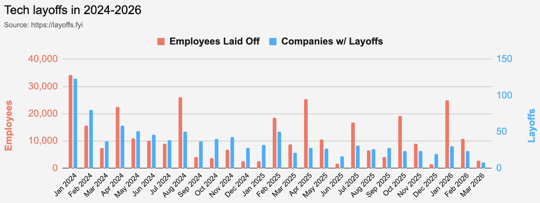 Tech layoffs in 2024-2026
Source: https://layoffs.fyi
Employees Laid Off
Companies w/ Layoffs
40,000
30,000
20,000
10,000
0
Employees
150
100
50
0
Layoffs
Jan 2024
Feb 2024
Mar 2024
Apr 2024
May 2024
Jun 2024
Jul 2024
Aug 2024
Sep 2024
Oct 2024
Nov 2024
Dec 2024
Jan 2025
Feb 2025
Mar 2025
Apr 2025
May 2025
Jun 2025
Jul 2025
Aug 2025
Sep 2025
Oct 2025
Nov 2025
Dec 2025
Jan 2026
Feb 2026
Mar 2026